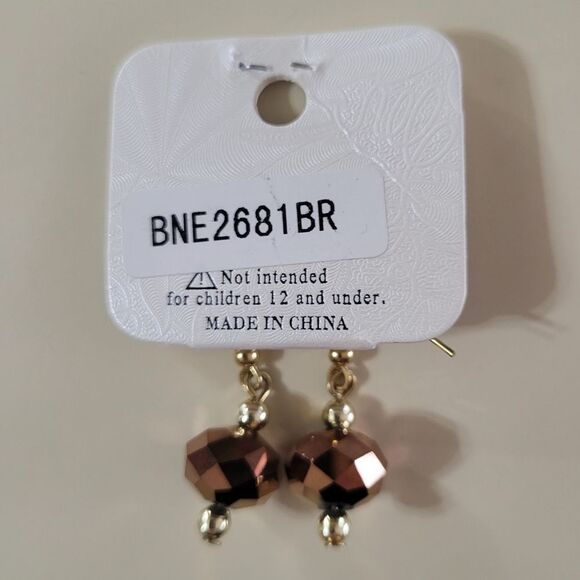 BNE2681BR
⚠ Not intended
for children 12 and under.
MADE IN CHINA